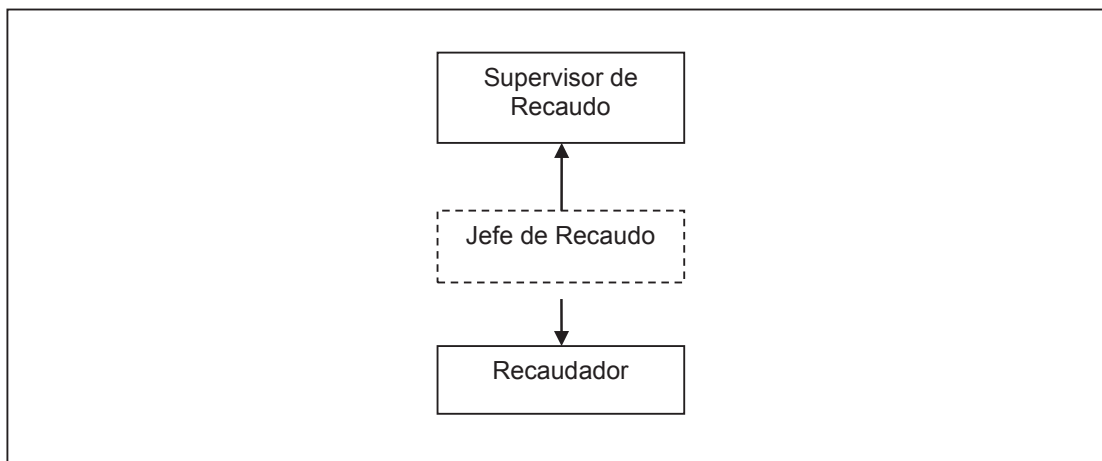 Supervisor de
Recaudo
Jefe de Recaudo
Recaudador